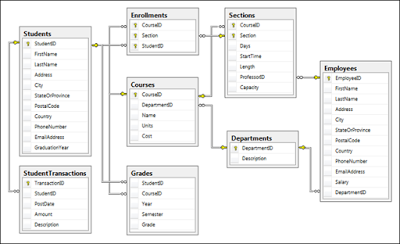 Students
StudentID
FirstName
LastName
Address
City
StateOrProvince
PostalCode
Country
PhoneNumber
EmailAddress
GraduationYear
StudentTransactions
TransactionID
StudentID
PostDate
Amount
Description
Enrollments
CourseID
Section
StudentID
Courses
CourseID
DepartmentID
Name
Units
Cost
Grades
StudentID
CourseID
Year
Semester
Grade
Sections
CourseID
Section
Days
StartTime
Length
ProfessorID
Capacity
Departments
DepartmentID
Description
Employees
EmployeeID
FirstName
LastName
Address
City
StateOrProvince
PostalCode
Country
PhoneNumber
EmailAddress
Salary
DepartmentID